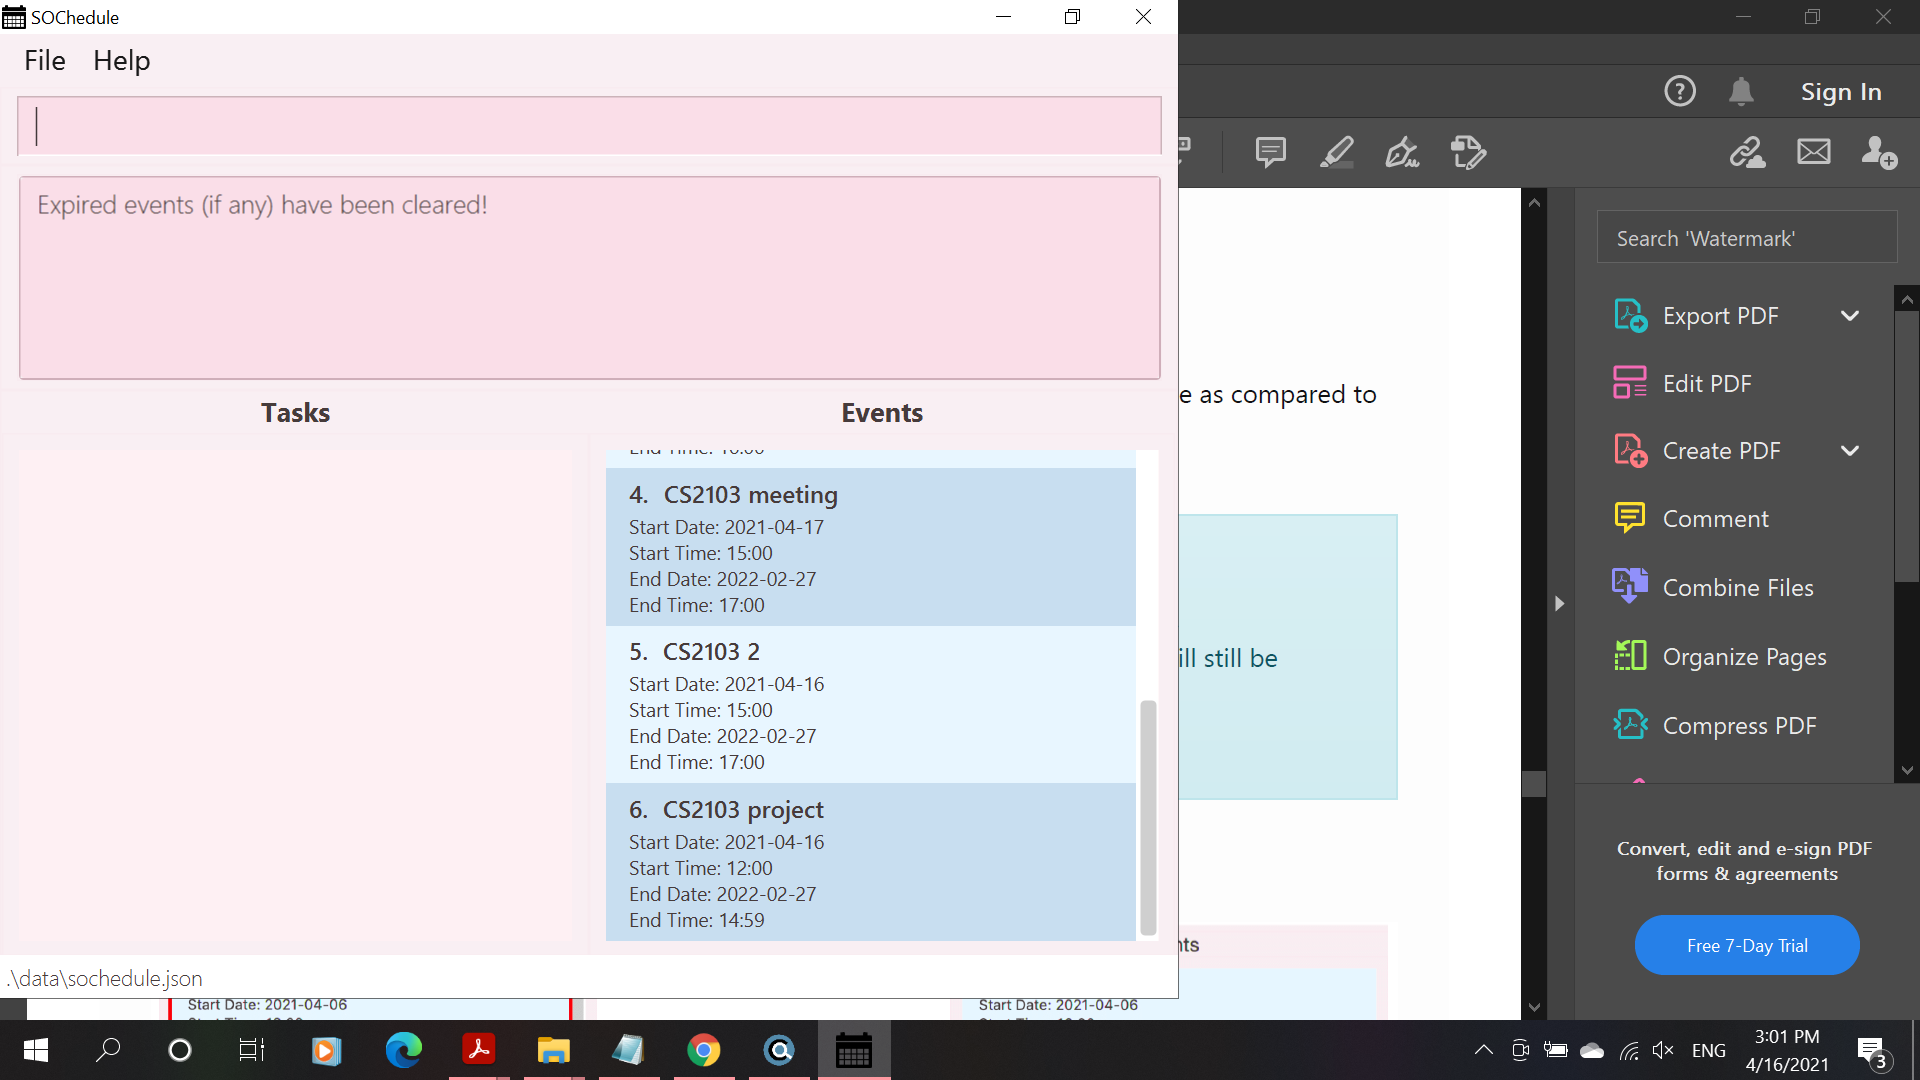 SOChedule
File Help
Expired events (if any) have been cleared!
Tasks
Events
4. CS2103 meeting
Start Date: 2021-04-17
Start Time: 15:00
End Date: 2022-02-27
End Time: 17:00
5. CS2103 2
Start Date: 2021-04-16
Start Time: 15:00
End Date: 2022-02-27
End Time: 17:00
6. CS2103 project
Start Date: 2021-04-16
Start Time: 12:00
End Date: 2022-02-27
End Time: 14:59
.\data\sochedule.json
e as compared to
ill still be
nts
Start Date: 2021-04-06
Start Date: 2021-04-06
Sign In
Search 'Watermark'
Export PDF
Edit PDF
Create PDF
Comment
Combine Files
Organize Pages
Compress PDF
Convert, edit and e-sign PDF
forms & agreements
Free 7-Day Trial
ENG
3:01 PM
4/16/2021
3